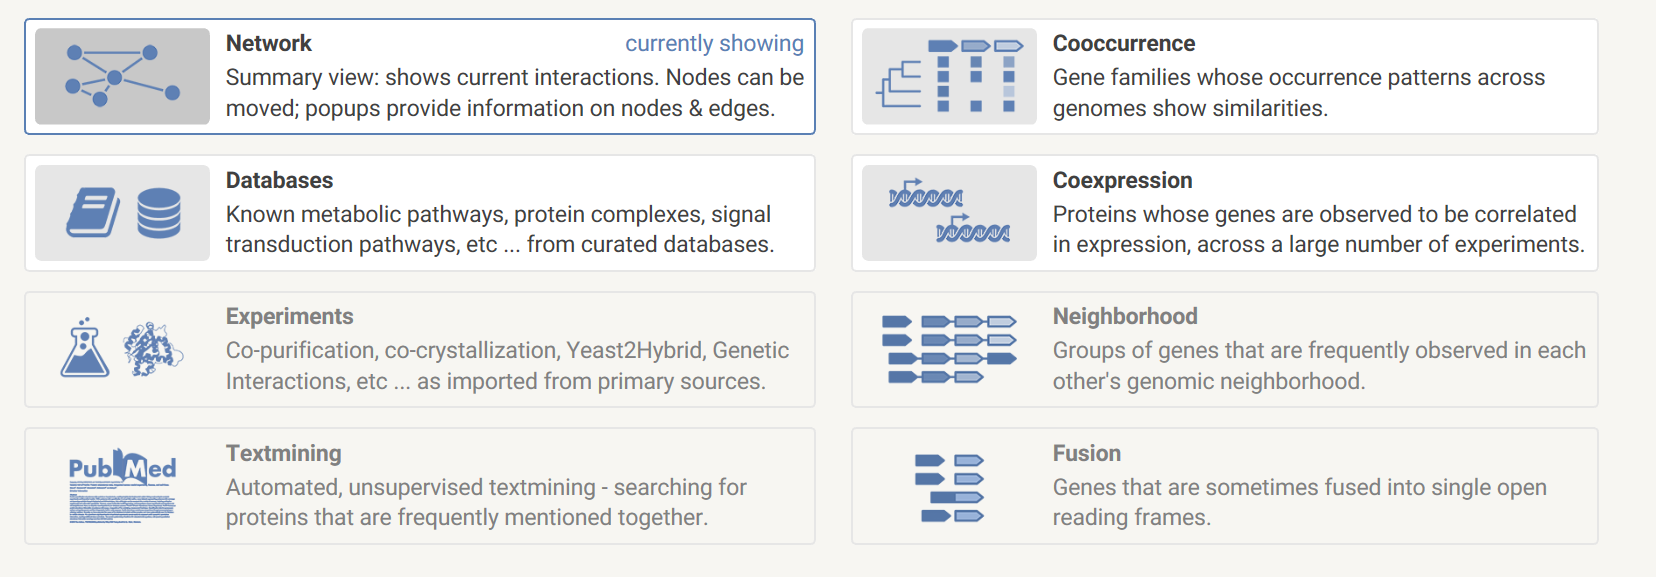 Network
currently showing
Summary view: shows current interactions. Nodes can be
moved; popups provide information on nodes & edges.
Cooccurrence
Gene families whose occurrence patterns across
genomes show similarities.
Databases
Known metabolic pathways, protein complexes, signal
transduction pathways, etc ... from curated databases.
Coexpression
Proteins whose genes are observed to be correlated
in expression, across a large number of experiments.
Experiments
Co-purification, co-crystallization, Yeast2Hybrid, Genetic
Interactions, etc ... as imported from primary sources.
Neighborhood
Groups of genes that are frequently observed in each
other's genomic neighborhood.
PubMed
Textmining
Automated, unsupervised textmining - searching for
proteins that are frequently mentioned together.
Fusion
Genes that are sometimes fused into single open
reading frames.